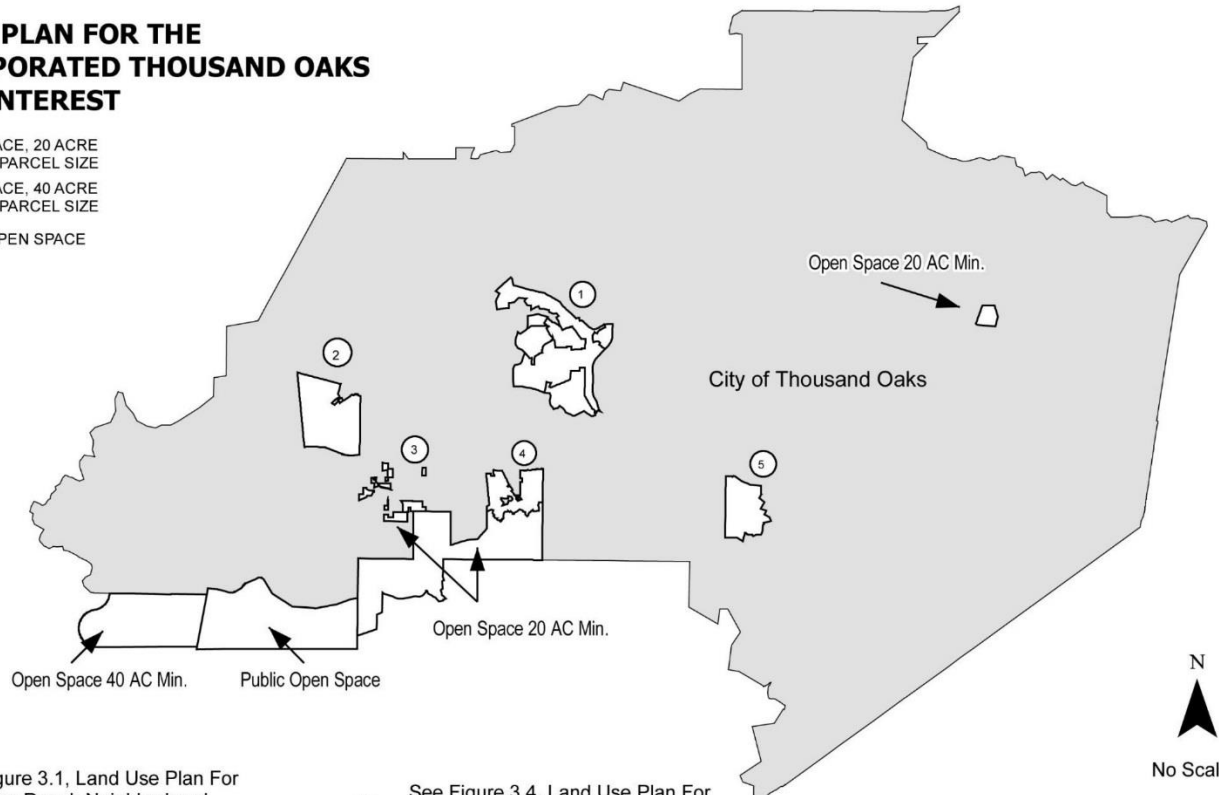 PLAN FOR THE
PORATED THOUSAND OAKS
NTEREST
ACE, 20 ACRE
PARCEL SIZE
ACE, 40 ACRE
PARCEL SIZE
PEN SPACE
Open Space 20 AC Min.
1
2
City of Thousand Oaks
3
4
5
Open Space 20 AC Min.
Open Space 40 AC Min.
Public Open Space
N
No Scal
gure 3.1, Land Use Plan For
See Figure 3.4, Land Use Plan For